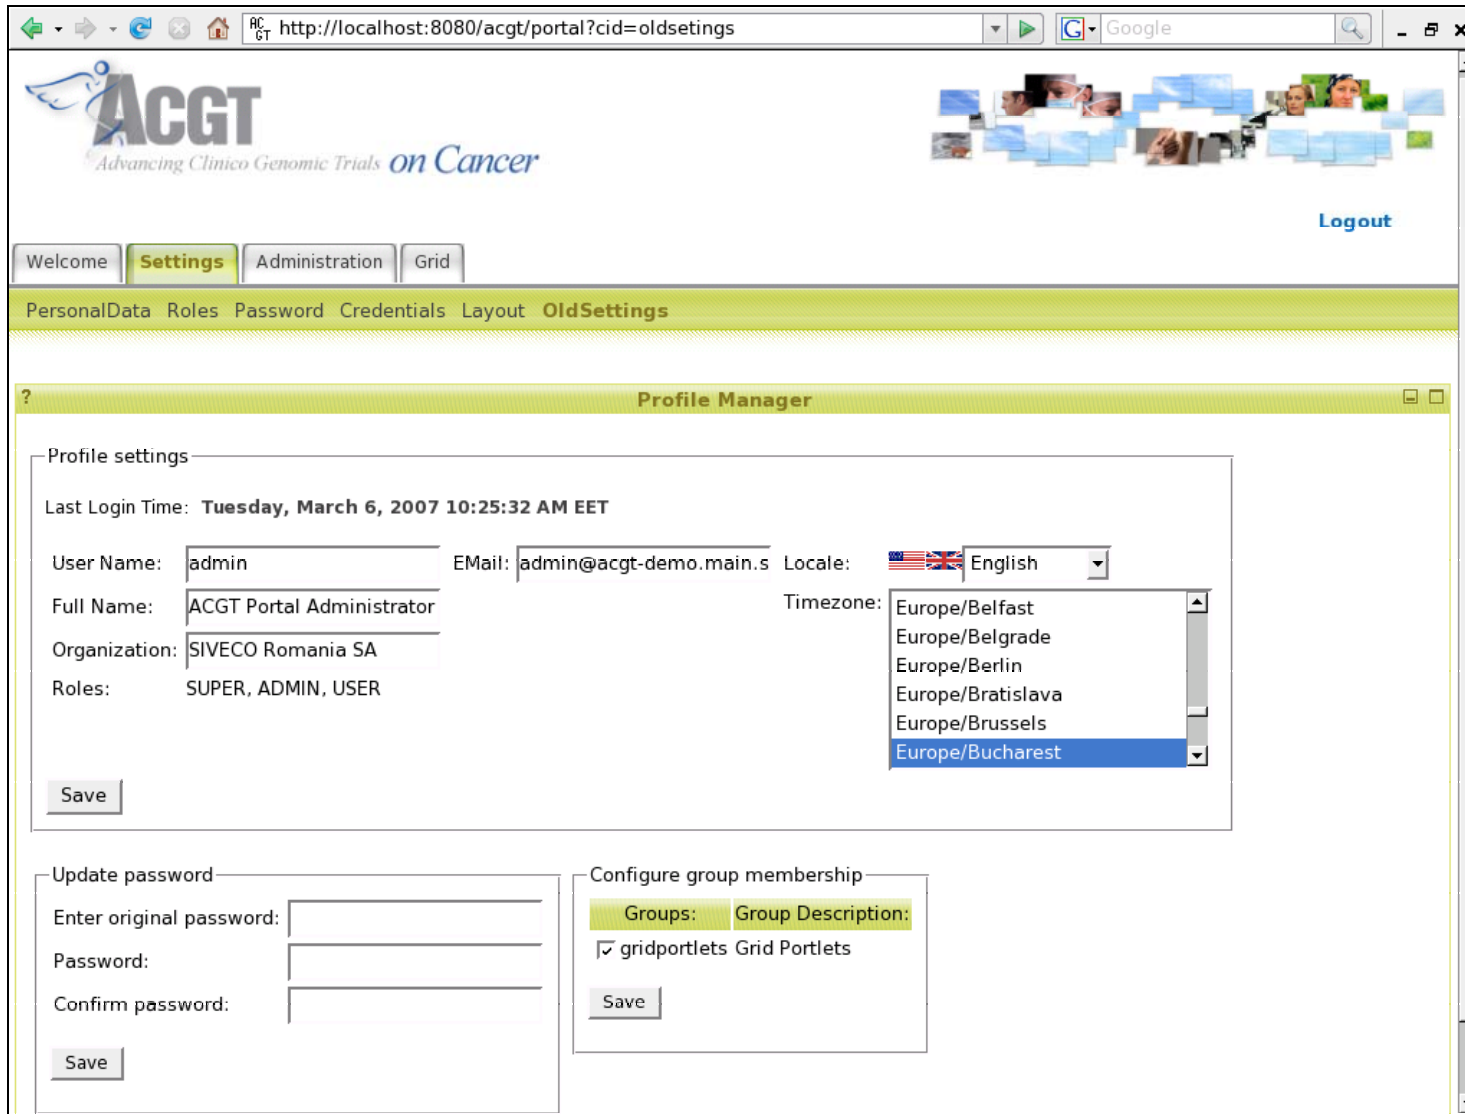 AC GT http://localhost:8080/acgt/portal?cid=oldsetings G Google
ACGT
Advancing Clinico Genomic Trials on Cancer
Logout
Welcome Settings Administration Grid
PersonalData Roles Password Credentials Layout OldSettings
? Profile Manager
Profile settings
Last Login Time: Tuesday, March 6, 2007 10:25:32 AM EET
User Name: admin EMail: admin@acgt-demo.main.s Locale: English
Full Name: ACGT Portal Administrator Timezone: Europe/Belfast
Europe/Belgrade
Organization: SIVECO Romania SA
Europe/Berlin
Roles: SUPER, ADMIN, USER
Europe/Bratislava
Europe/Brussels
Europe/Bucharest
Save
Update password
Enter original password:
Password:
Confirm password:
Save
Configure group membership
Groups: Group Description:
gridportlets Grid Portlets
Save